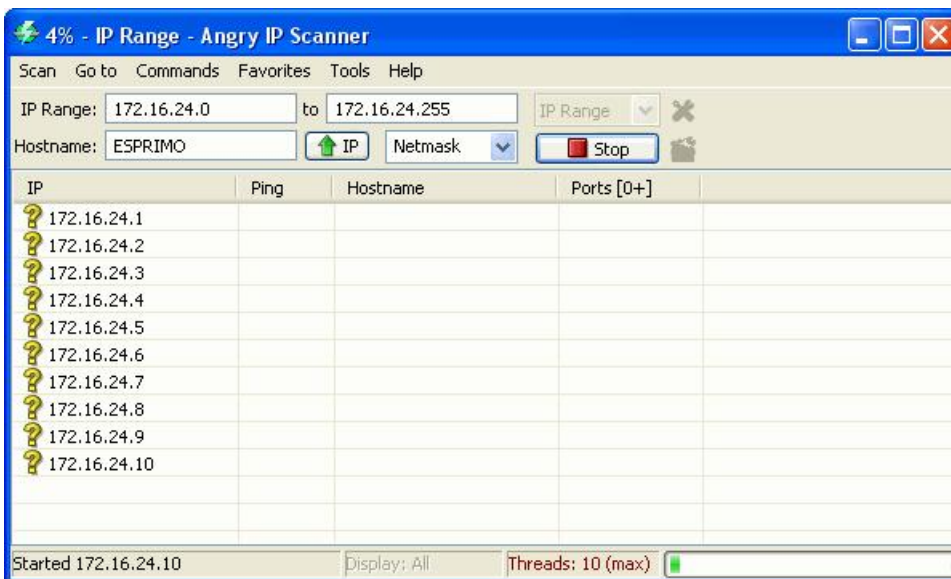 4% - IP Range - Angry IP Scanner
Scan Go to Commands Favorites Tools Help
IP Range: 172.16.24.0 to 172.16.24.255 IP Range
Hostname: ESPRIMO IP Netmask Stop
IP Ping Hostname Ports [0+]
172.16.24.1
172.16.24.2
172.16.24.3
172.16.24.4
172.16.24.5
172.16.24.6
172.16.24.7
172.16.24.8
172.16.24.9
172.16.24.10
Started 172.16.24.10 Display: All Threads: 10 (max)